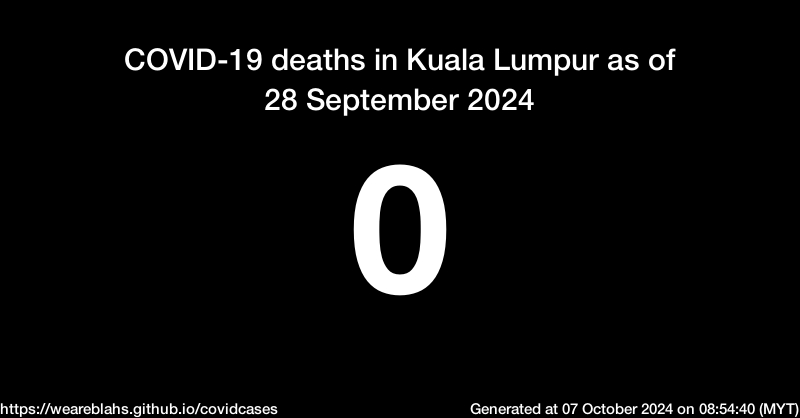 COVID-19 deaths in Kuala Lumpur as of
28 September 2024
0
https://weareblahs.github.io/covidcases
Generated at 07 October 2024 on 08:54:40 (MYT)